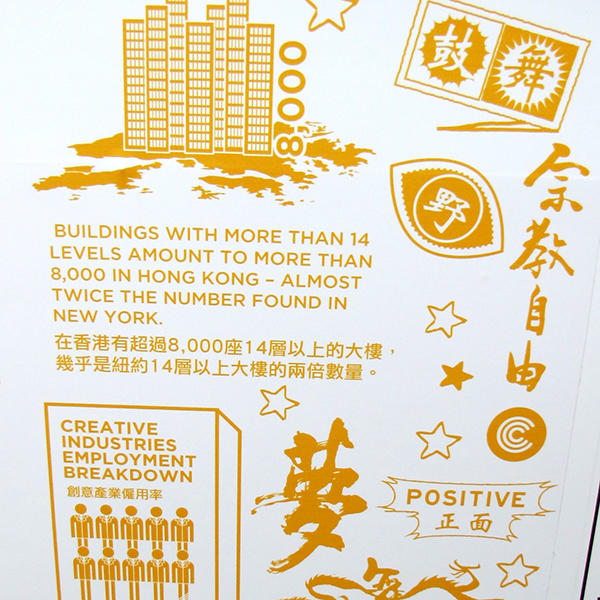 8,000
鼓舞
野
宗教自由
BUILDINGS WITH MORE THAN 14
LEVELS AMOUNT TO MORE THAN
8,000 IN HONG KONG – ALMOST
TWICE THE NUMBER FOUND IN
NEW YORK.
在香港有超過8,000座14層以上的大樓，
幾乎是紐約14層以上大樓的兩倍數量。
CREATIVE
INDUSTRIES
EMPLOYMENT
BREAKDOWN
創意產業僱用率
夢
POSITIVE
正面